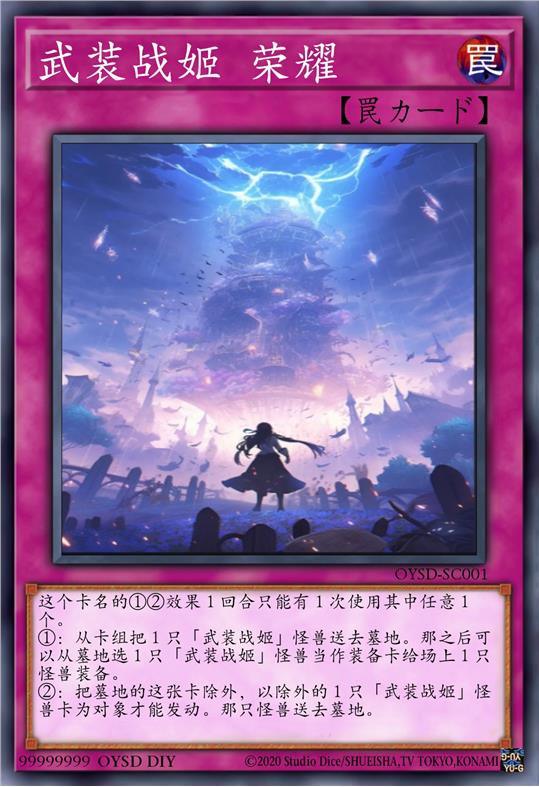 武装战姬 荣耀
罠
【罠カード】
OYSD-SC001
这个卡名的①②效果1回合只能有1次使用其中任意1
个。
①：从卡组把1只「武装战姬」怪兽送去墓地。那之后可
以从墓地选1只「武装战姬」怪兽当作装备卡给场上1只
怪兽装备。
②：把墓地的这张卡除外，以除外的1只「武装战姬」怪
兽卡为对象才能发动。那只怪兽送去墓地。
99999999 OYSD DIY
©2020 Studio Dice/SHUEISHA,TV TOKYO,KONAMI
YU-G